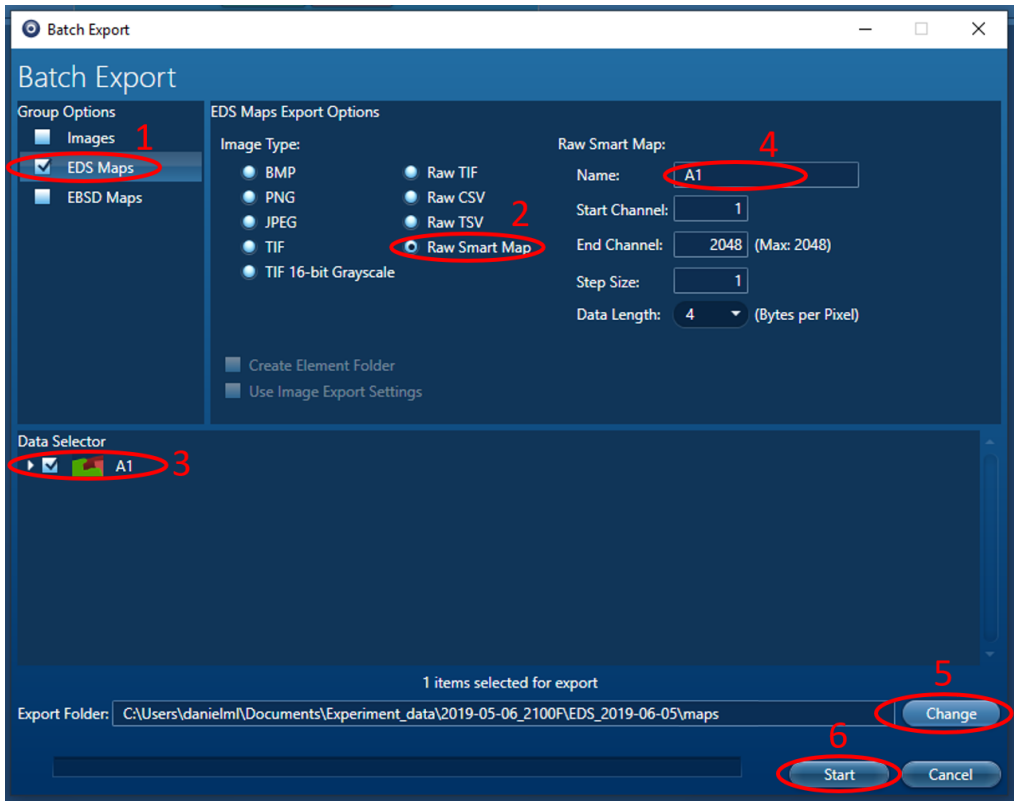 Batch Export
Batch Export
Group Options
Images
1
EDS Maps
EBSD Maps
EDS Maps Export Options
Image Type:
BMP
PNG
JPEG
TIF
TIF 16-bit Grayscale
Raw TIF
Raw CSV
Raw TSV
2
Raw Smart Map
Create Element Folder
Use Image Export Settings
Raw Smart Map:
4
Name: A1
Start Channel: 1
End Channel: 2048 (Max: 2048)
Step Size: 1
Data Length: 4 (Bytes per Pixel)
Data Selector
A1 3
1 items selected for export
5
Export Folder: C:\Users\danielml\Documents\Experiment_data\2019-05-06_2100F\EDS_2019-06-05\maps Change
6
Start Cancel